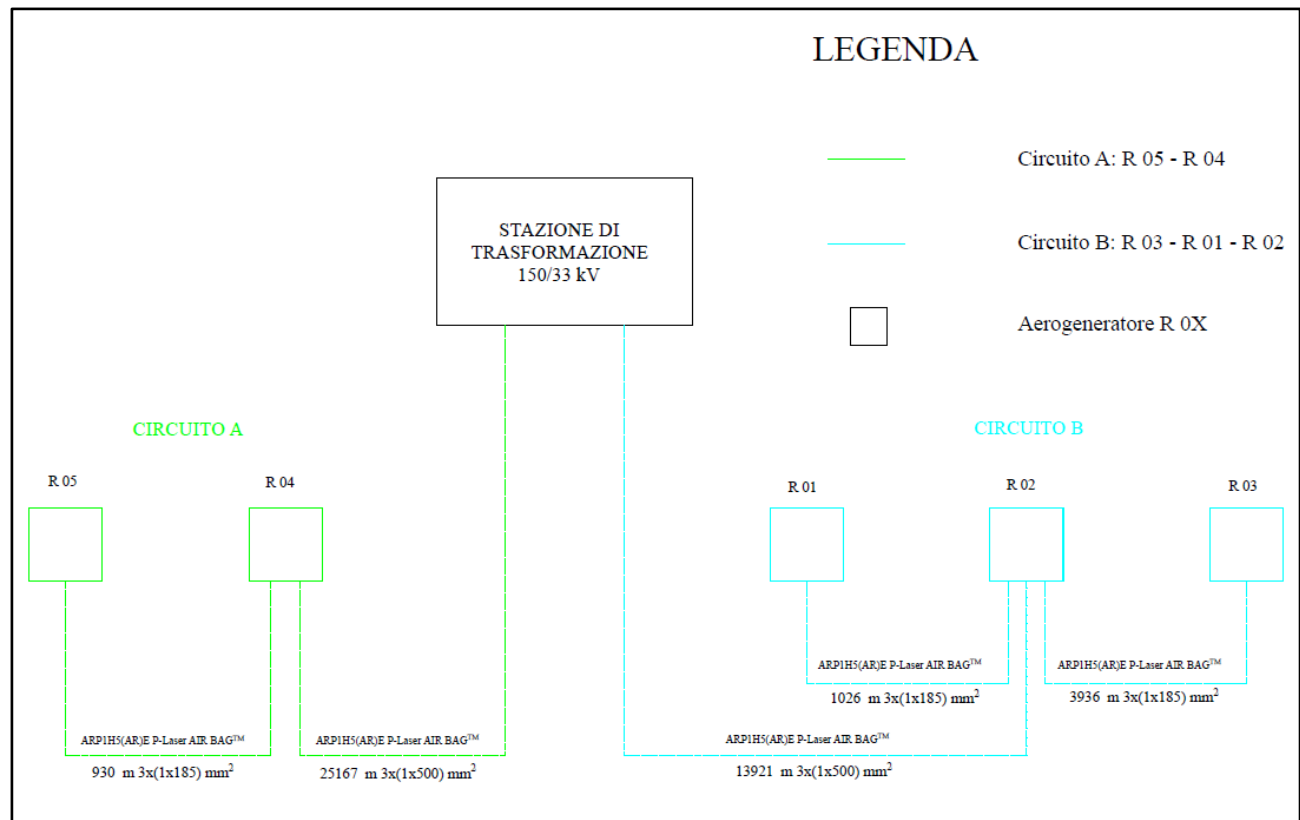 LEGENDA
Circuito A: R 05 - R 04
Circuito B: R 03 - R 01 - R 02
Aerogeneratore R 0X
STAZIONE DI
TRASFORMAZIONE
150/33 kV
CIRCUITO A
R 05
R 04
ARP1H5(AR)E P-Laser AIR BAG™
930 m 3x(1x185) mm²
ARP1H5(AR)E P-Laser AIR BAG™
25167 m 3x(1x500) mm²
CIRCUITO B
R 01
R 02
R 03
ARP1H5(AR)E P-Laser AIR BAG™
1026 m 3x(1x185) mm²
ARP1H5(AR)E P-Laser AIR BAG™
3936 m 3x(1x185) mm²
ARP1H5(AR)E P-Laser AIR BAG™
13921 m 3x(1x500) mm²